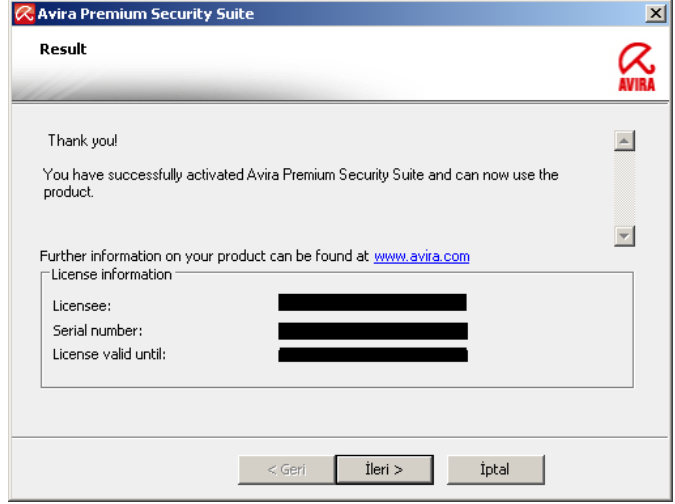 Avira Premium Security Suite
Result
AVIRA
Thank you!
You have successfully activated Avira Premium Security Suite and can now use the
product.
Further information on your product can be found at www.avira.com
License information
Licensee:
Serial number:
License valid until:
< Geri
İleri >
İptal